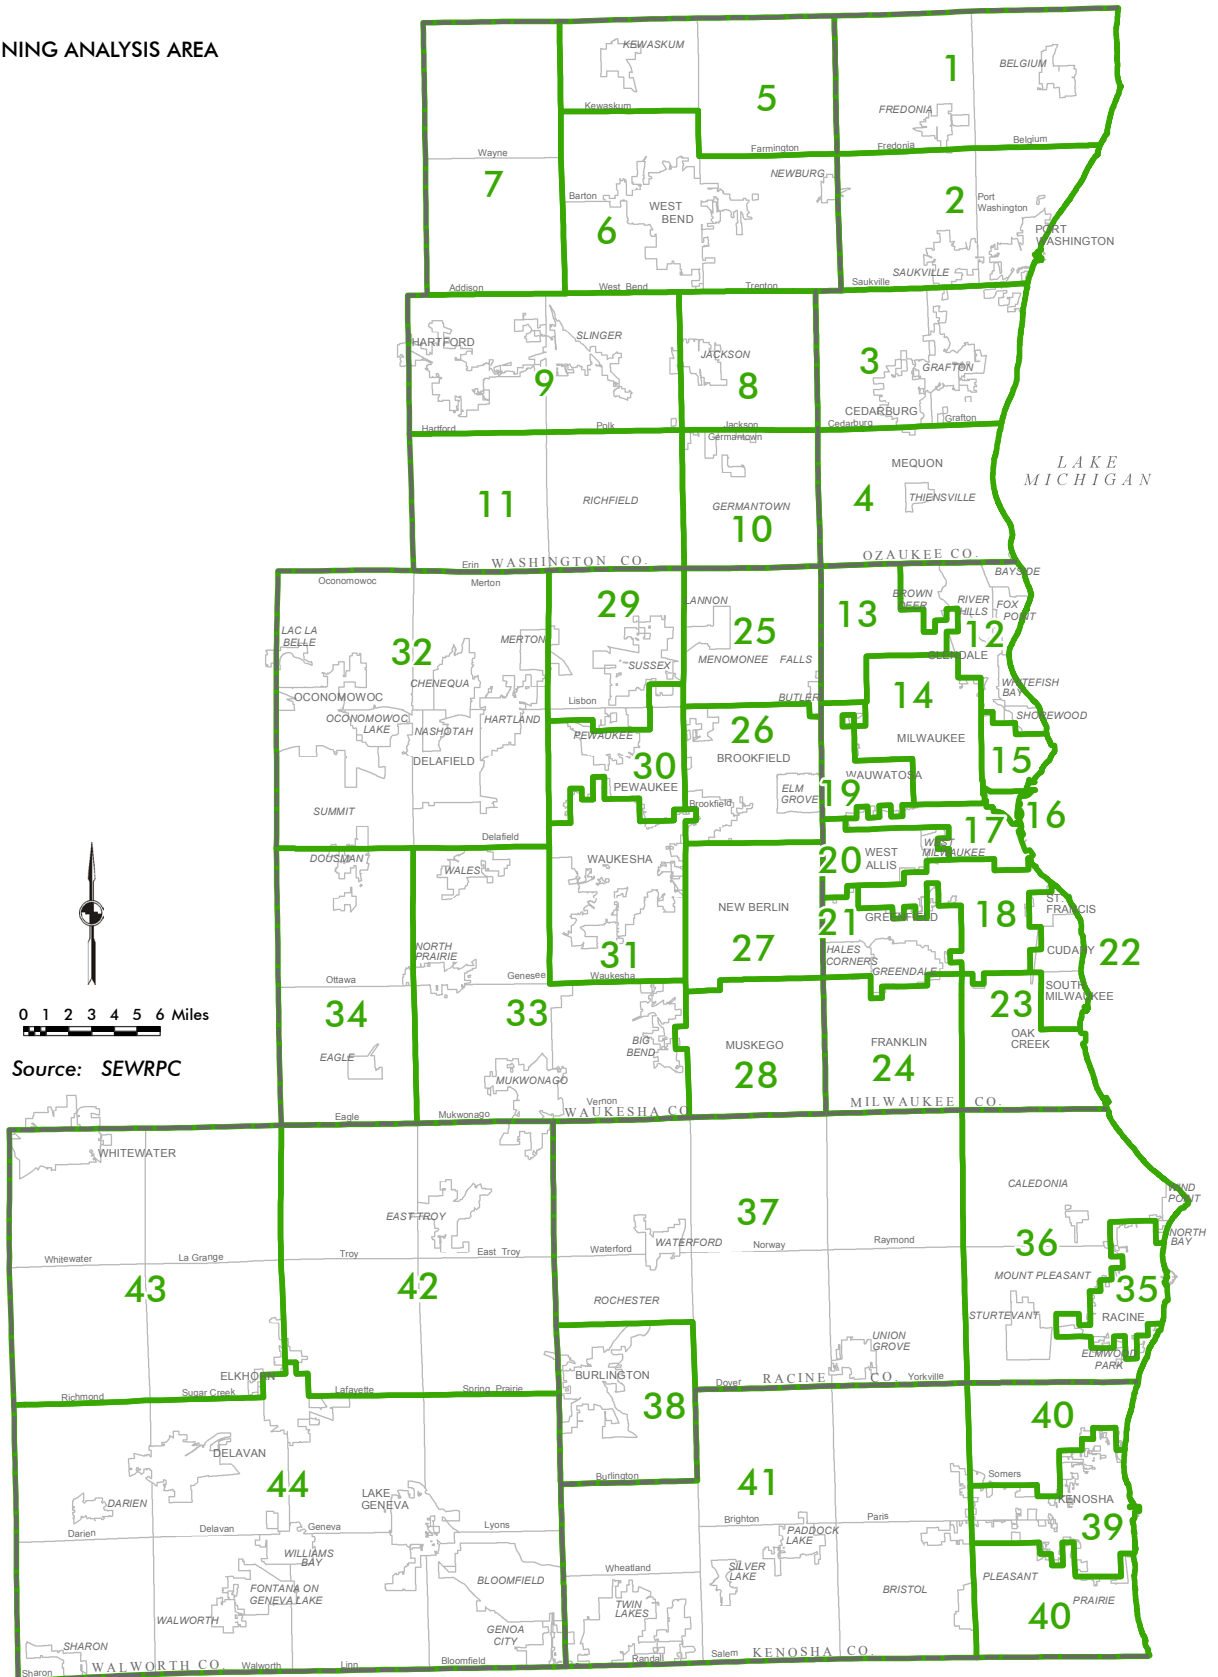 NING ANALYSIS AREA
KEWASKUM
1
BELGIUM
5
Kewaskum
FREDONIA
Farmington
Fredonia
Belgium
Wayne
7
NEWBURG
Barton
WEST
BEND
6
2
Port
Washington
PORT
WASHINGTON
SAUKVILLE
Addison
West Bend
Trenton
Saukville
HARTFORD
SLINGER
JACKSON
9
8
3
GRAFTON
CEDARBURG
Hartford
Polk
Jackson
Cedarburg
Grafton
Germantown
MEQUON
LAKE
MICHIGAN
11
RICHFIELD
GERMANTOWN
10
4
THIENSVILLE
Erin
WASHINGTON CO.
OZAUKEE CO.
Oconomowoc
Merton
BAYSIDE
29
LANNON
13
BROWN
DEER
RIVER
HILLS
FOX
POINT
LAC LA
BELLE
32
MERTON
25
12
SUSSEX
MENOMONEE FALLS
GLENDALE
CHENEQUA
OCONOMOWOC
Lisbon
BUTLER
14
WHITEFISH
BAY
OCONOMOWOC
LAKE
NASHOTAH
HARTLAND
PEWAUKEE
26
SHOREWOOD
MILWAUKEE
DELAFIELD
30
BROOKFIELD
15
PEWAUKEE
WAUWATOSA
ELM
GROVE
19
SUMMIT
Brookfield
16
17
Delafield
DOUSMAN
WALES
WAUKESHA
20
WEST
ALLIS
WEST
MILWAUKEE
NEW BERLIN
21
GREENFIELD
18
ST.
FRANCIS
NORTH
PRAIRIE
31
27
HALES
CORNERS
CUDAHY
22
GREENDALE
Ottawa
Genesee
Waukesha
SOUTH
MILWAUKEE
23
0 1 2 3 4 5 6 Miles
34
33
OAK
CREEK
Source: SEWRPC
EAGLE
BIG
BEND
MUSKEGO
28
FRANKLIN
24
MUKWONAGO
Vernon
Eagle
Mukwonago
WAUKESHA CO
MILWAUKEE CO.
WHITEWATER
CALEDONIA
WIND
POINT
EAST TROY
37
WATERFORD
36
NORTH
BAY
Whitewater
La Grange
Troy
East Troy
Waterford
Norway
Raymond
43
42
MOUNT PLEASANT
35
ROCHESTER
STURTEVANT
RACINE
UNION
GROVE
ELMWOOD
PARK
ELKHORN
BURLINGTON
Richmond
Sugar Creek
Lafayette
Spring Prairie
Dover
RACINE CO.
Yorkville
38
40
DELAVAN
44
Burlington
41
Somers
LAKE
GENEVA
KENOSHA
DARIEN
Darien
Delavan
Geneva
Lyons
Brighton
Paris
39
PADDOCK
LAKE
WILLIAMS
BAY
Wheatland
SILVER
LAKE
BLOOMFIELD
PLEASANT
FONTANA ON
GENEVA LAKE
BRISTOL
PRAIRIE
TWIN
LAKES
40
WALWORTH
GENOA
CITY
SHARON
Sharon
WALWORTH CO.
Walworth
Linn
Bloomfield
Randall
Salem
KENOSHA CO.